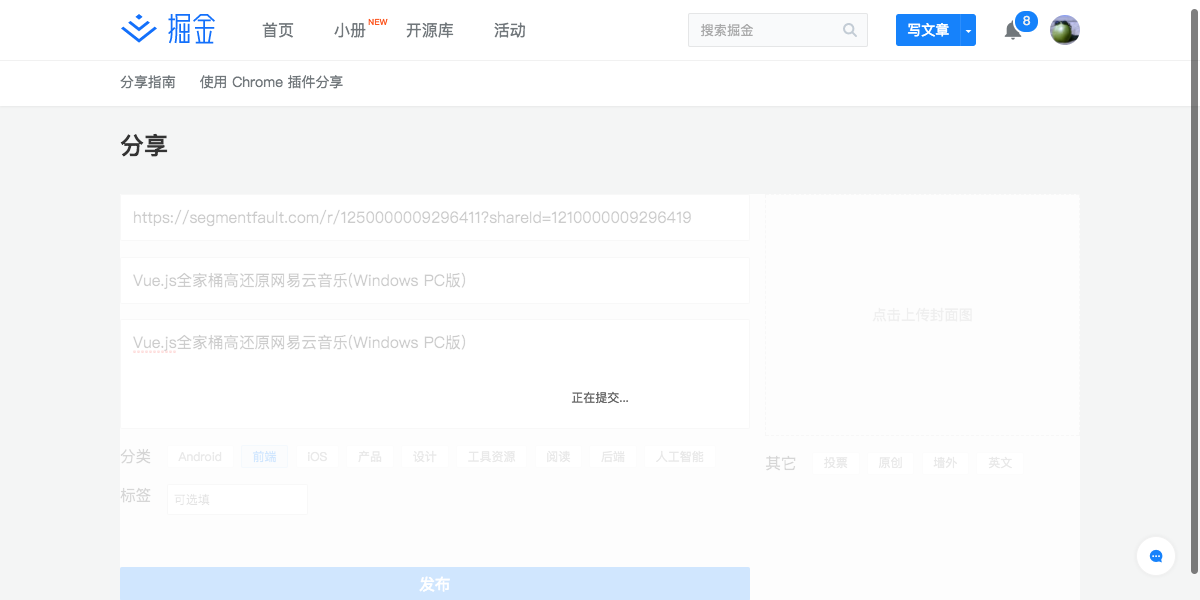 掘金 首页 小册 NEW 开源库 活动 搜索掘金 写文章 8
分享指南 使用 Chrome 插件分享
分享
https://segmentfault.com/r/1250000009296411?shareId=1210000009296419
Vue.js全家桶高还原网易云音乐(Windows PC版)
点击上传封面图
Vue.js全家桶高还原网易云音乐(Windows PC版)
正在提交...
分类 Android 前端 iOS 产品 设计 工具资源 阅读 后端 人工智能
其它 投票 原创 墙外 英文
标签 可选填
发布